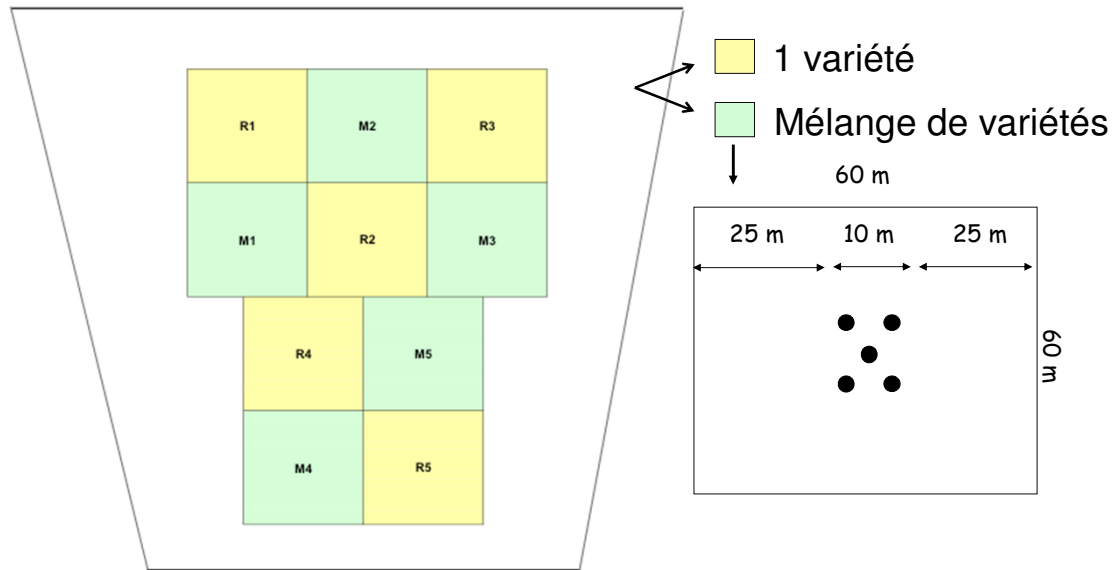 1 variété
Mélange de variétés
R1 M2 R3
M1 R2 M3
R4 M5
M4 R5
60 m
25 m 10 m 25 m
60 m